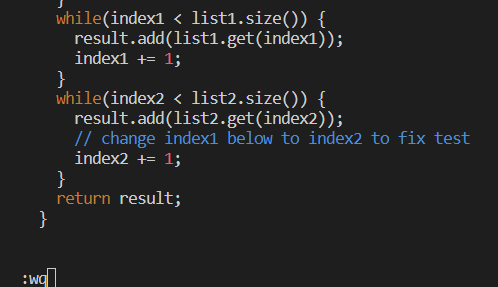 }
while(index1 < list1.size()) {
result.add(list1.get(index1));
index1 += 1;
}
while(index2 < list2.size()) {
result.add(list2.get(index2));
// change index1 below to index2 to fix test
index2 += 1;
}
return result;
}
:wq